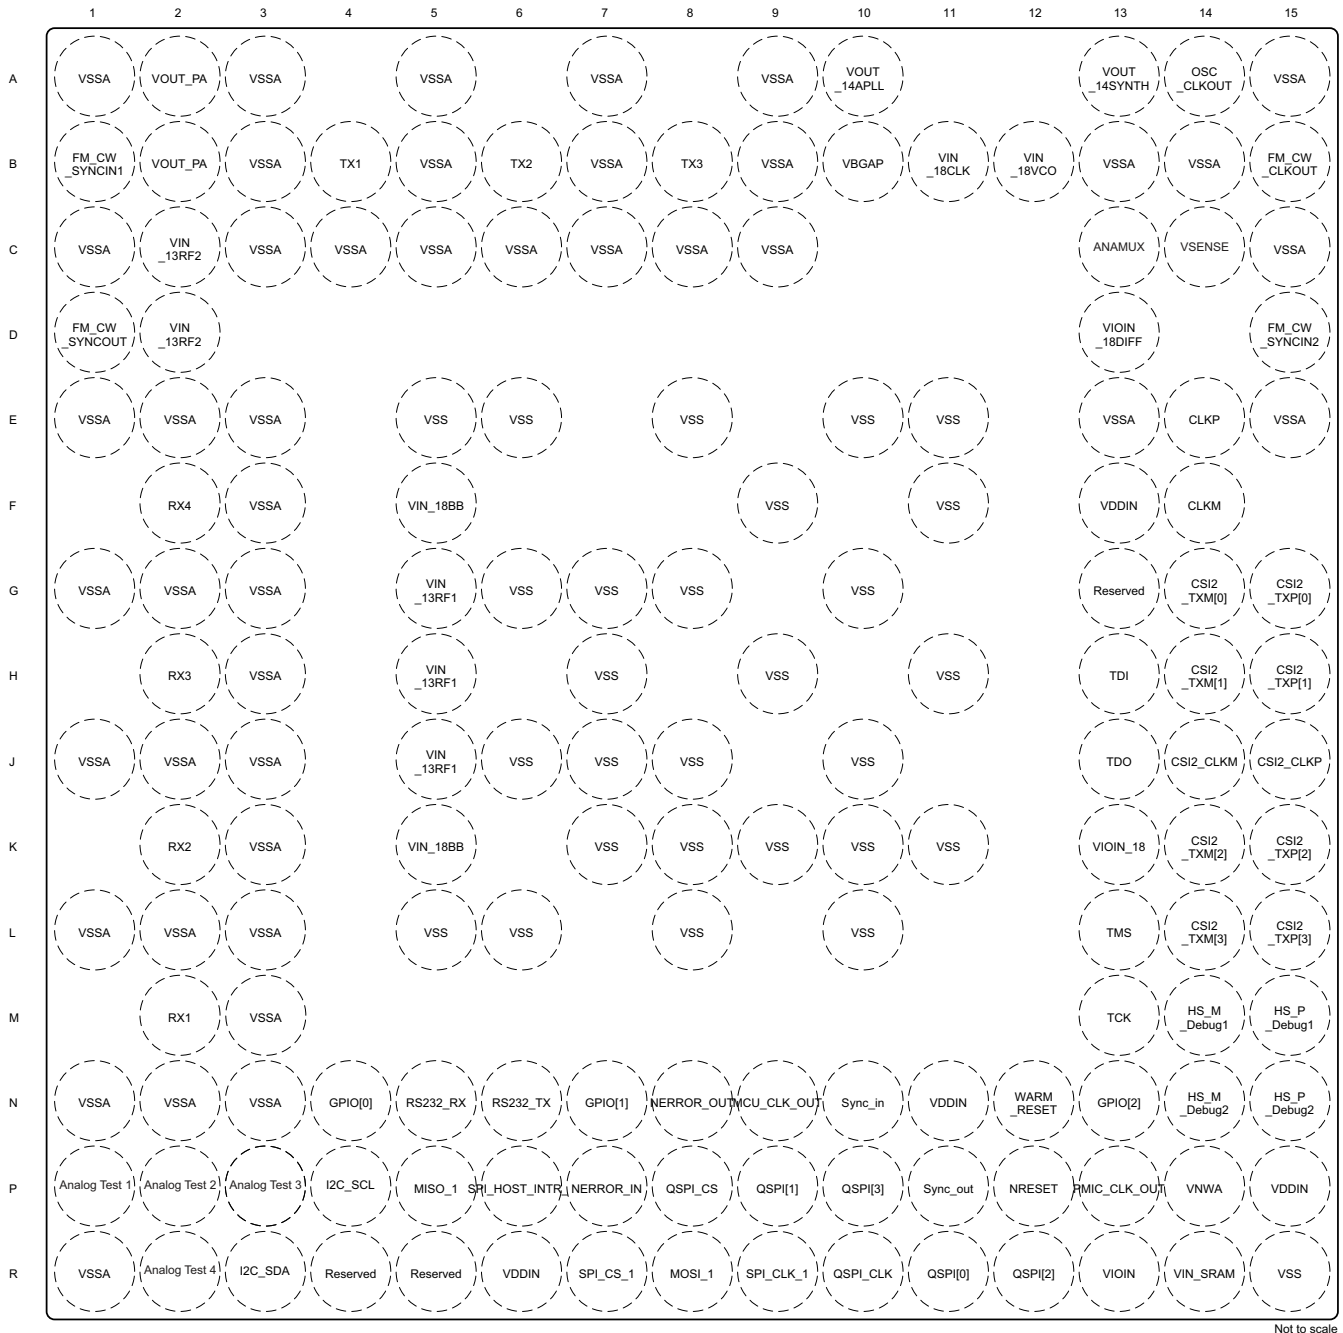 1 2 3 4 5 6 7 8 9 10 11 12 13 14 15
A VSSA VOUT_PA VSSA VSSA VSSA VSSA VOUT _14APLL VOUT _14SYNTH OSC _CLKOUT VSSA
B FM_CW _SYNCIN1 VOUT_PA VSSA TX1 VSSA TX2 VSSA TX3 VSSA VBGAP VIN _18CLK VIN _18VCO VSSA VSSA FM_CW _CLKOUT
C VSSA VIN _13RF2 VSSA VSSA VSSA VSSA VSSA VSSA VSSA ANAMUX VSENSE VSSA
D FM_CW _SYNCOUT VIN _13RF2 VIOIN _18DIFF FM_CW _SYNCIN2
E VSSA VSSA VSSA VSS VSS VSS VSS VSS VSSA CLKP VSSA
F RX4 VSSA VIN_18BB VSS VSS VDDIN CLKM
G VSSA VSSA VSSA VIN _13RF1 VSS VSS VSS VSS Reserved CSI2 _TXM[0] CSI2 _TXP[0]
H RX3 VSSA VIN _13RF1 VSS VSS VSS TDI CSI2 _TXM[1] CSI2 _TXP[1]
J VSSA VSSA VSSA VIN _13RF1 VSS VSS VSS VSS TDO CSI2_CLKM CSI2_CLKP
K RX2 VSSA VIN_18BB VSS VSS VSS VSS VSS VIOIN_18 CSI2 _TXM[2] CSI2 _TXP[2]
L VSSA VSSA VSSA VSS VSS VSS VSS TMS CSI2 _TXM[3] CSI2 _TXP[3]
M RX1 VSSA TCK HS_M _Debug1 HS_P _Debug1
N VSSA VSSA VSSA GPIO[0] RS232_RX RS232_TX GPIO[1] NERROR_OUT MCU_CLK_OUT Sync_in VDDIN WARM _RESET GPIO[2] HS_M _Debug2 HS_P _Debug2
P Analog Test 1 Analog Test 2 Analog Test 3 I2C_SCL MISO_1 SPI_HOST_INTR_ NERROR_IN QSPI_CS QSPI[1] QSPI[3] Sync_out NRESET PMIC_CLK_OUT VNWA VDDIN
R VSSA Analog Test 4 I2C_SDA Reserved Reserved VDDIN SPI_CS_1 MOSI_1 SPI_CLK_1 QSPI_CLK QSPI[0] QSPI[2] VIOIN VIN_SRAM VSS
Not to scale